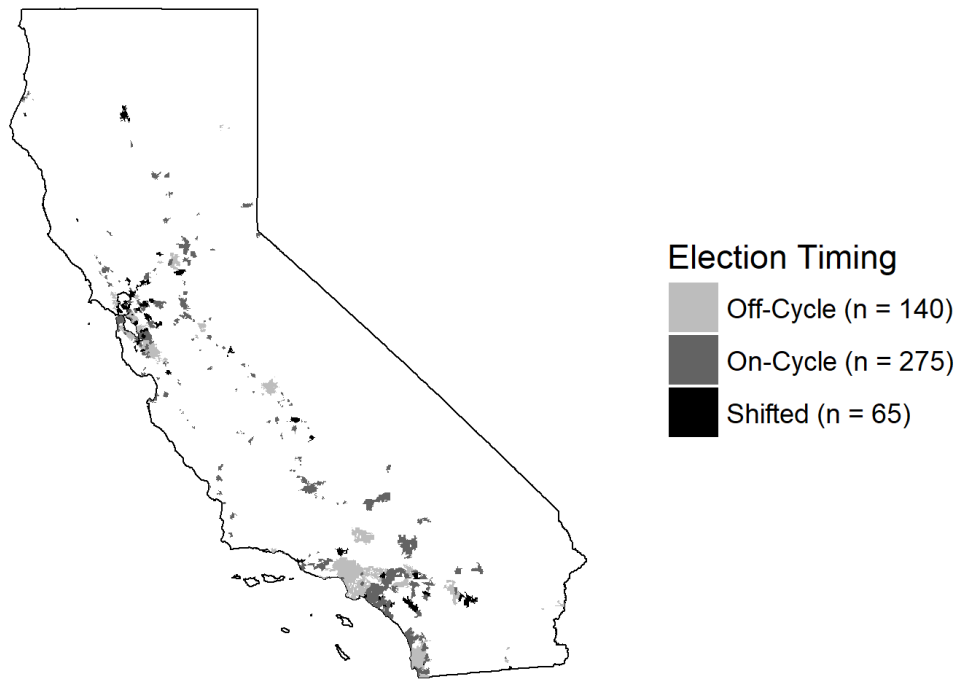 Election Timing
Off-Cycle (n = 140)
On-Cycle (n = 275)
Shifted (n = 65)